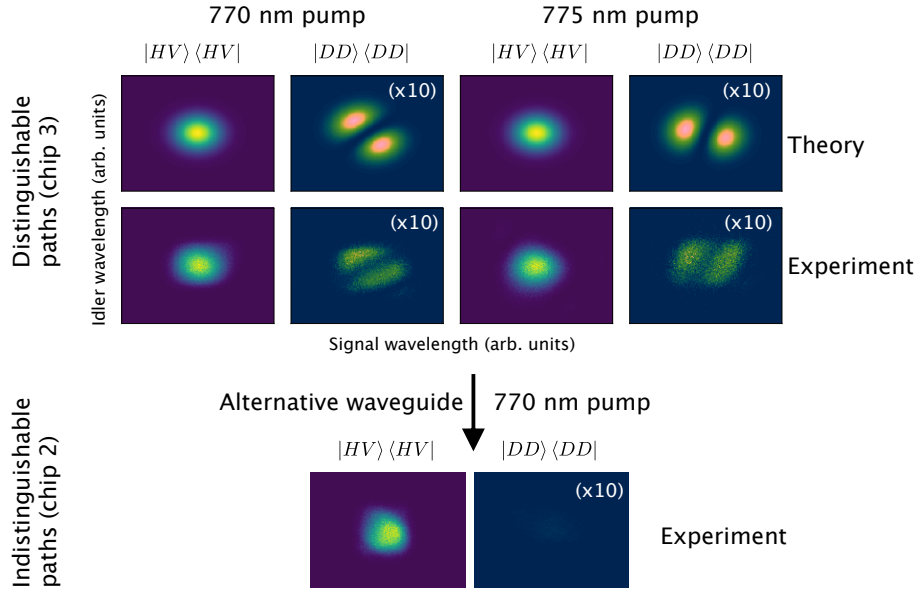 770 nm pump
775 nm pump
|HV⟩ ⟨HV|
|DD⟩ ⟨DD|
|HV⟩ ⟨HV|
|DD⟩ ⟨DD|
Distinguishable
paths (chip 3)
Idler wavelength (arb. units)
(x10)
(x10)
Theory
(x10)
(x10)
Experiment
Signal wavelength (arb. units)
Alternative waveguide
770 nm pump
Indistinguishable
paths (chip 2)
|HV⟩ ⟨HV|
|DD⟩ ⟨DD|
(x10)
Experiment